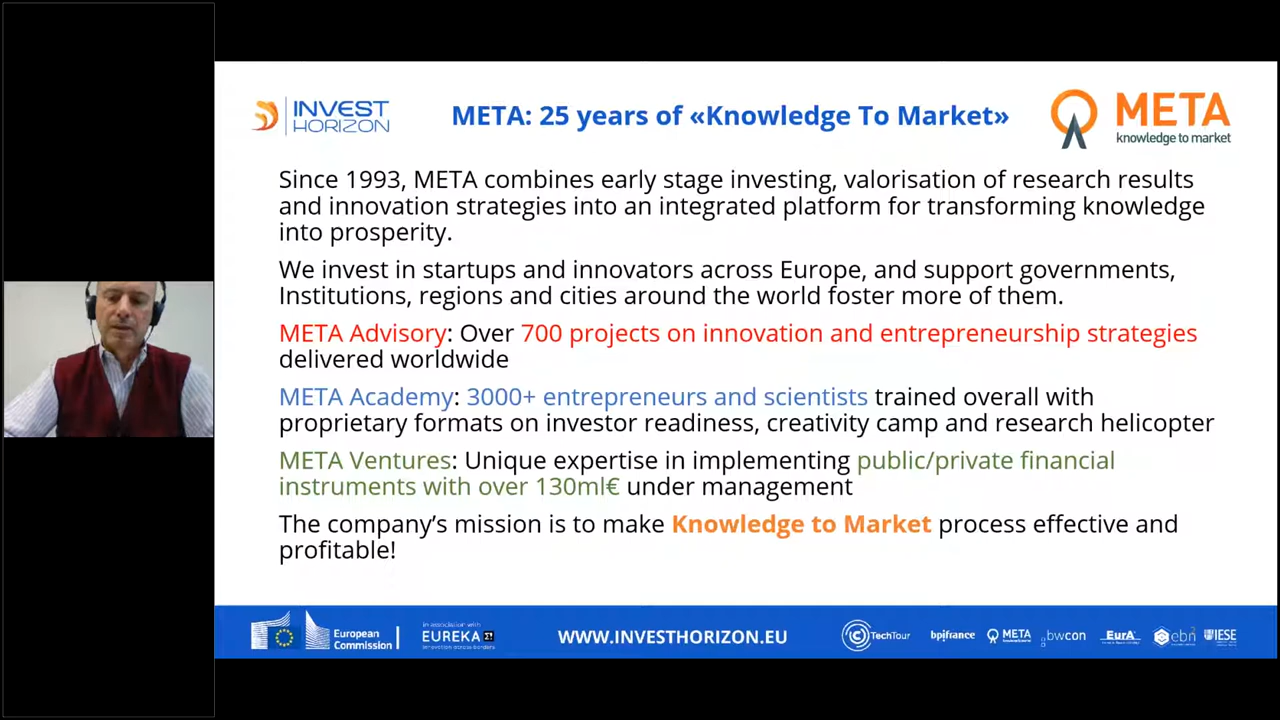 INVEST
HORIZON
META: 25 years of «Knowledge To Market»
META
knowledge to market
Since 1993, META combines early stage investing, valorisation of research results
and innovation strategies into an integrated platform for transforming knowledge
into prosperity.
We invest in startups and innovators across Europe, and support governments,
Institutions, regions and cities around the world foster more of them.
META Advisory: Over 700 projects on innovation and entrepreneurship strategies
delivered worldwide
META Academy: 3000+ entrepreneurs and scientists trained overall with
proprietary formats on investor readiness, creativity camp and research helicopter
META Ventures: Unique expertise in implementing public/private financial
instruments with over 130ml€ under management
The company’s mission is to make Knowledge to Market process effective and
profitable!
European
Commission
in association with
EUREKA Σ!
innovation across borders
WWW.INVESTHORIZON.EU
TechTour
bpifrance
META
bwcon
EurA
ebn
IESE